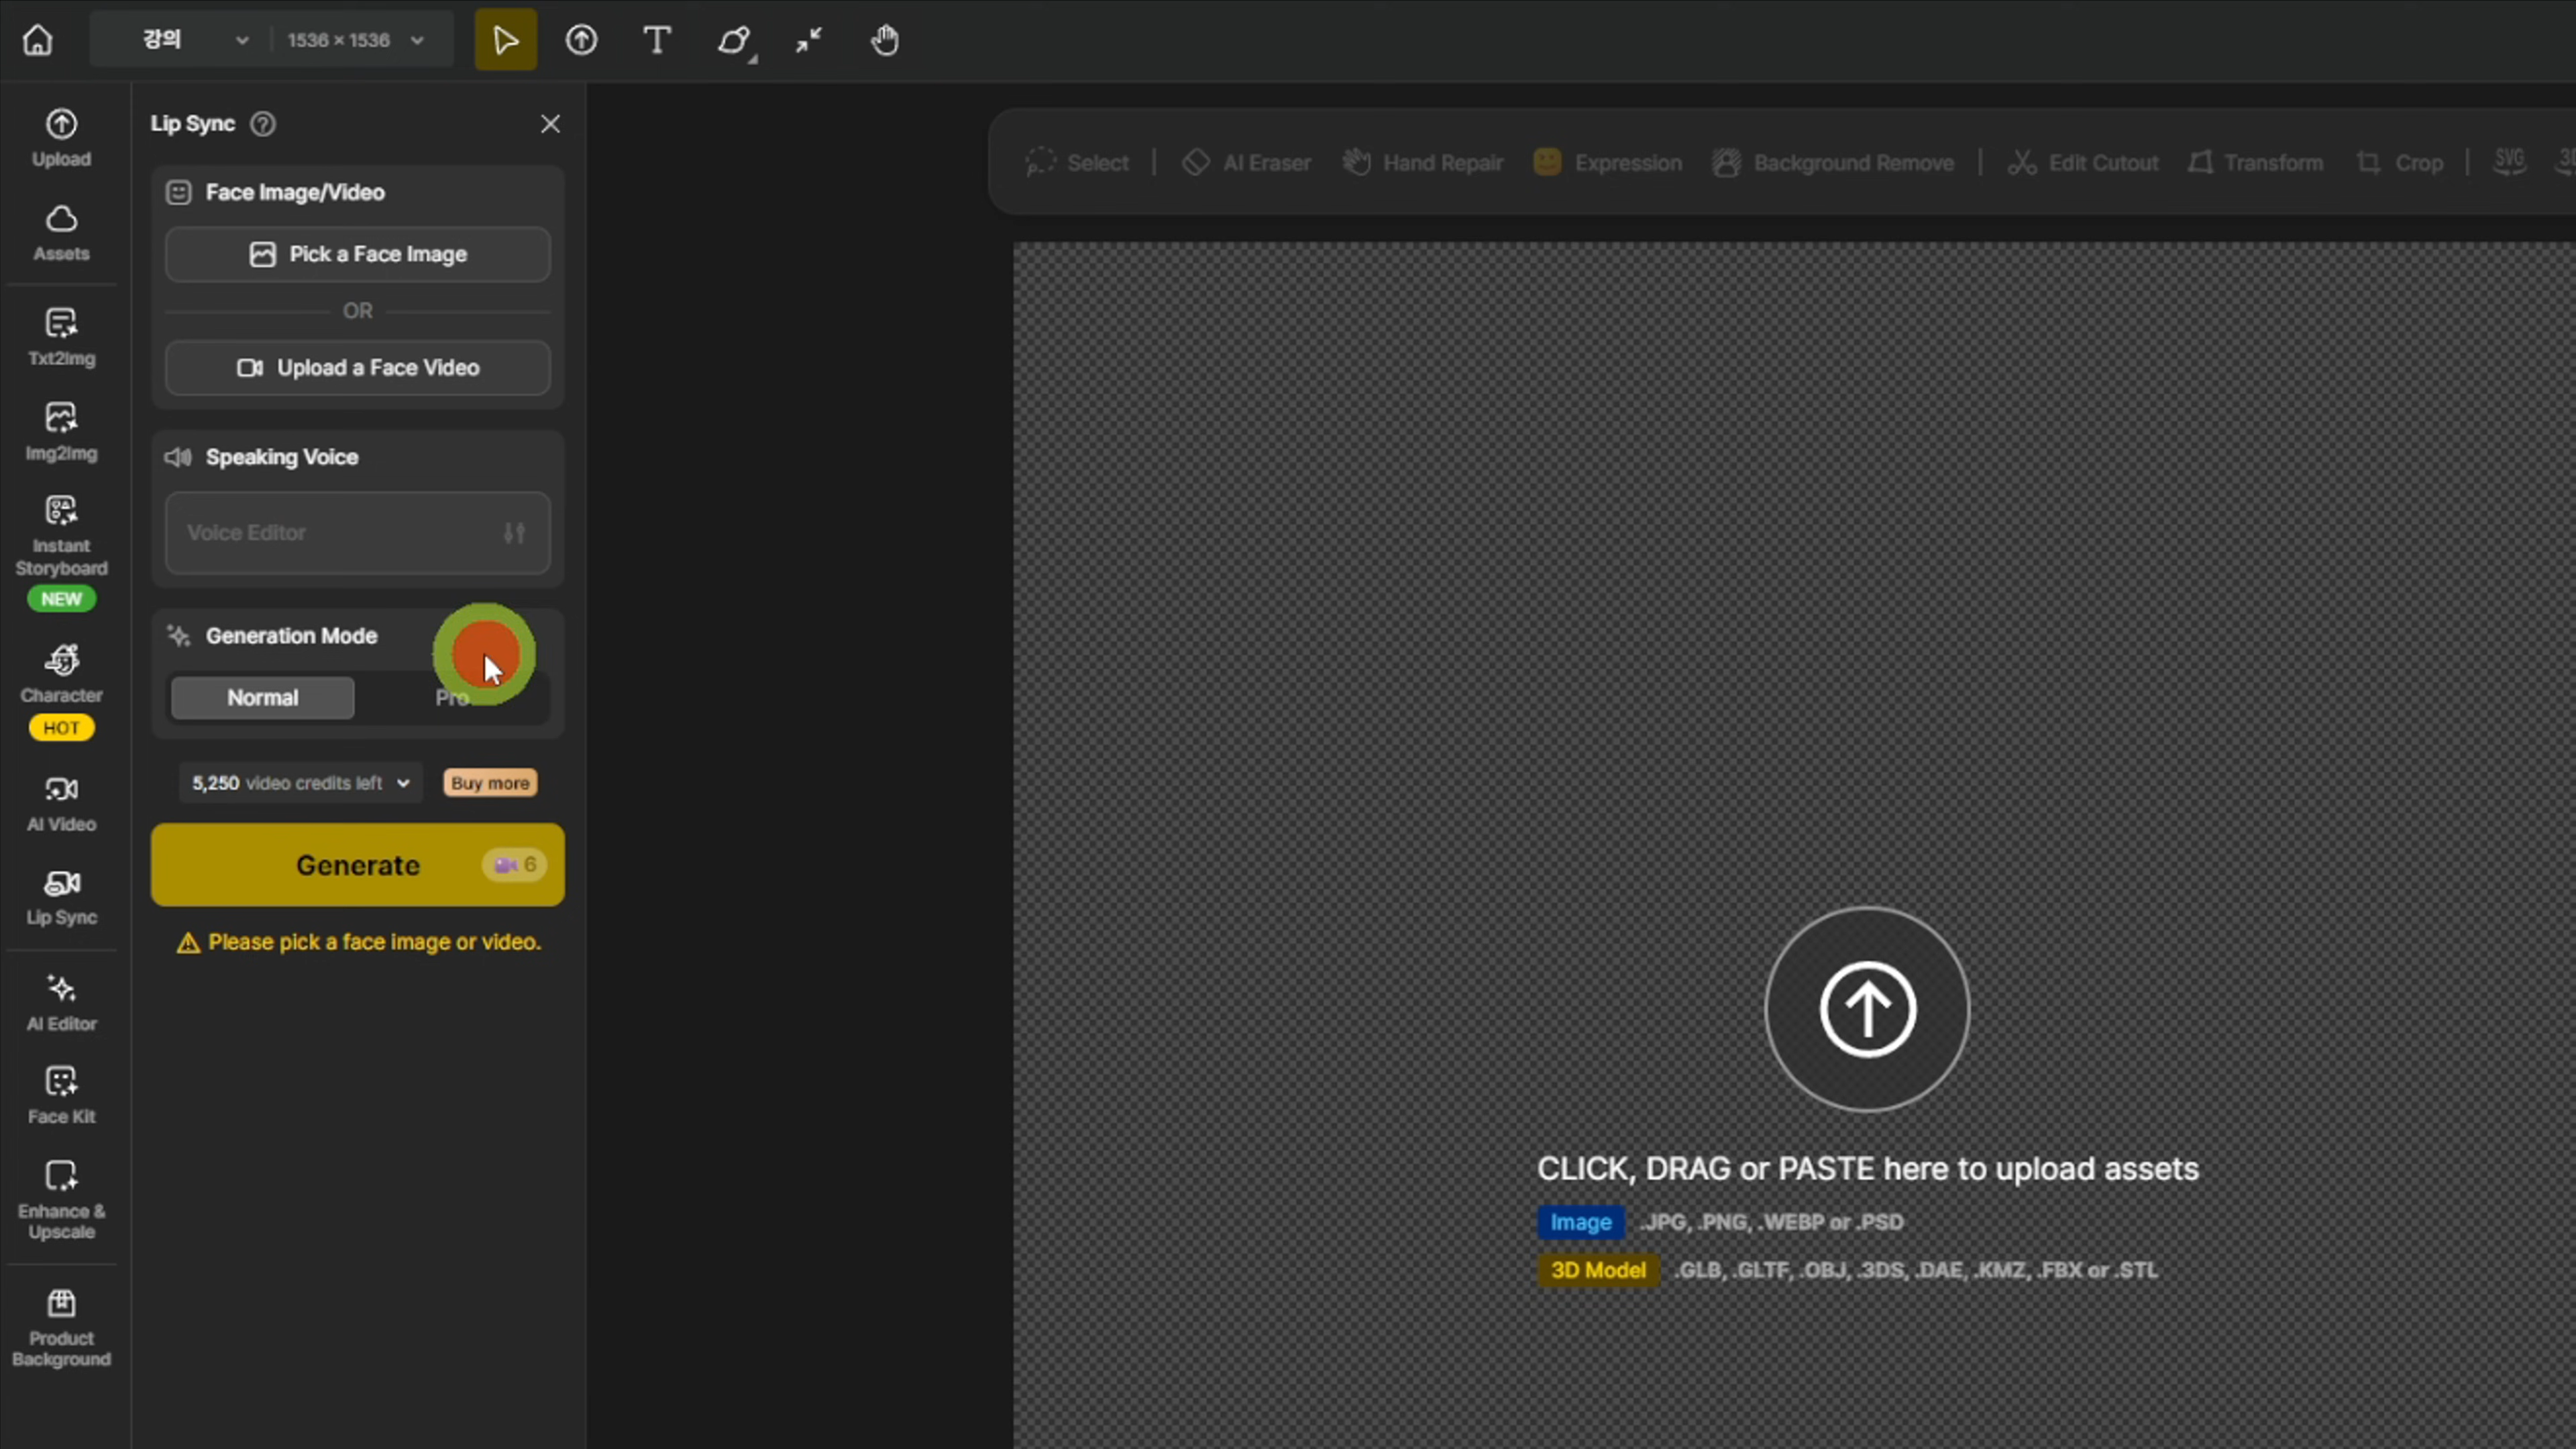 강의
1536 × 1536
Upload
Assets
Txt2Img
Img2Img
Instant
Storyboard
NEW
Character
HOT
AI Video
Lip Sync
AI Editor
Face Kit
Enhance &
Upscale
Product
Background
Lip Sync
Face Image/Video
Pick a Face Image
OR
Upload a Face Video
Speaking Voice
Voice Editor
Generation Mode
Normal
Pro
5,250 video credits left
Buy more
Generate
6
Please pick a face image or video.
Select
AI Eraser
Hand Repair
Expression
Background Remove
Edit Cutout
Transform
Crop
SVG
CLICK, DRAG or PASTE here to upload assets
Image .JPG, .PNG, .WEBP or .PSD
3D Model .GLB, .GLTF, .OBJ, .3DS, .DAE, .KMZ, .FBX or .STL